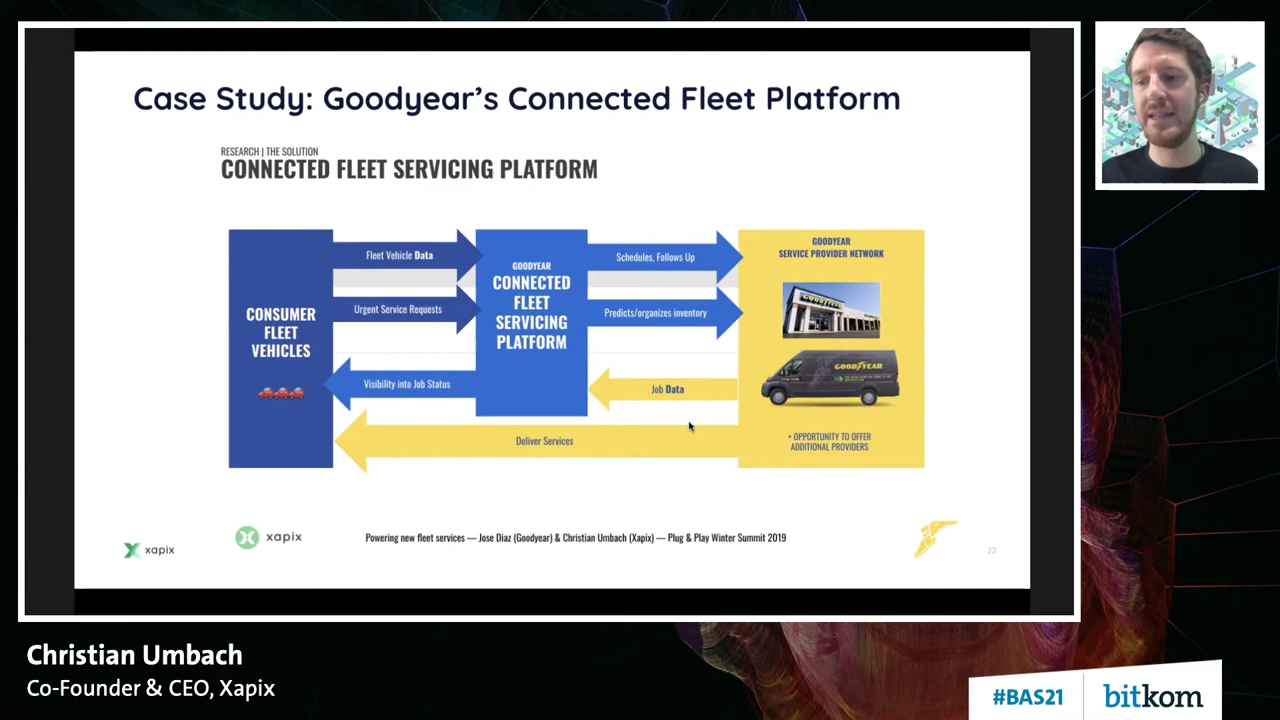 Case Study: Goodyear's Connected Fleet Platform
RESEARCH | THE SOLUTION
CONNECTED FLEET SERVICING PLATFORM
CONSUMER
FLEET
VEHICLES
Fleet Vehicle Data
Urgent Service Requests
Visibility into Job Status
GOODYEAR
CONNECTED
FLEET
SERVICING
PLATFORM
Schedules, Follows Up
Predicts/organizes inventory
Job Data
Deliver Services
GOODYEAR
SERVICE PROVIDER NETWORK
GOODYEAR
GOODYEAR
+ OPPORTUNITY TO OFFER
ADDITIONAL PROVIDERS
xapix
xapix
Powering new fleet services — Jose Diaz (Goodyear) & Christian Umbach (Xapix) — Plug & Play Winter Summit 2019
22
Christian Umbach
Co-Founder & CEO, Xapix
#BAS21
bitkom